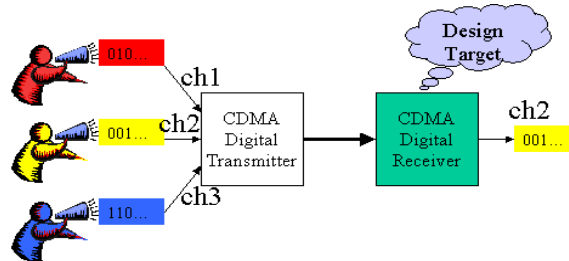 010...
ch1
001...
ch2
110...
ch3
CDMA
Digital
Transmitter
Design
Target
CDMA
Digital
Receiver
ch2
001...